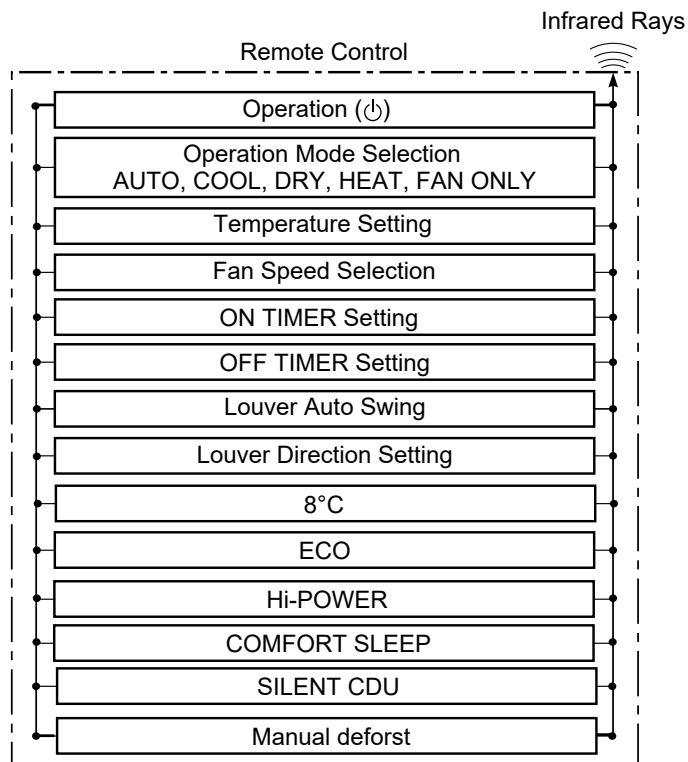 Infrared Rays
Remote Control
Operation (⏻)
Operation Mode Selection
AUTO, COOL, DRY, HEAT, FAN ONLY
Temperature Setting
Fan Speed Selection
ON TIMER Setting
OFF TIMER Setting
Louver Auto Swing
Louver Direction Setting
8°C
ECO
Hi-POWER
COMFORT SLEEP
SILENT CDU
Manual deforst